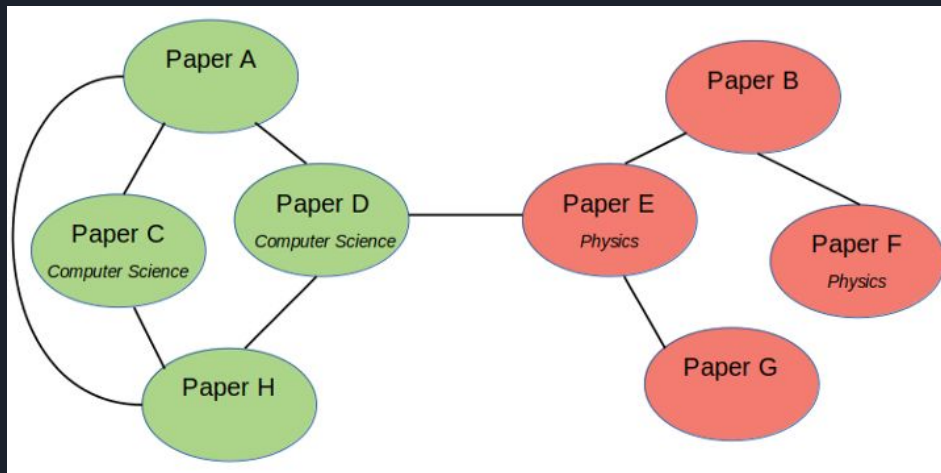 Paper A
Paper B
Paper D
Computer Science
Paper E
Physics
Paper C
Computer Science
Paper F
Physics
Paper G
Paper H